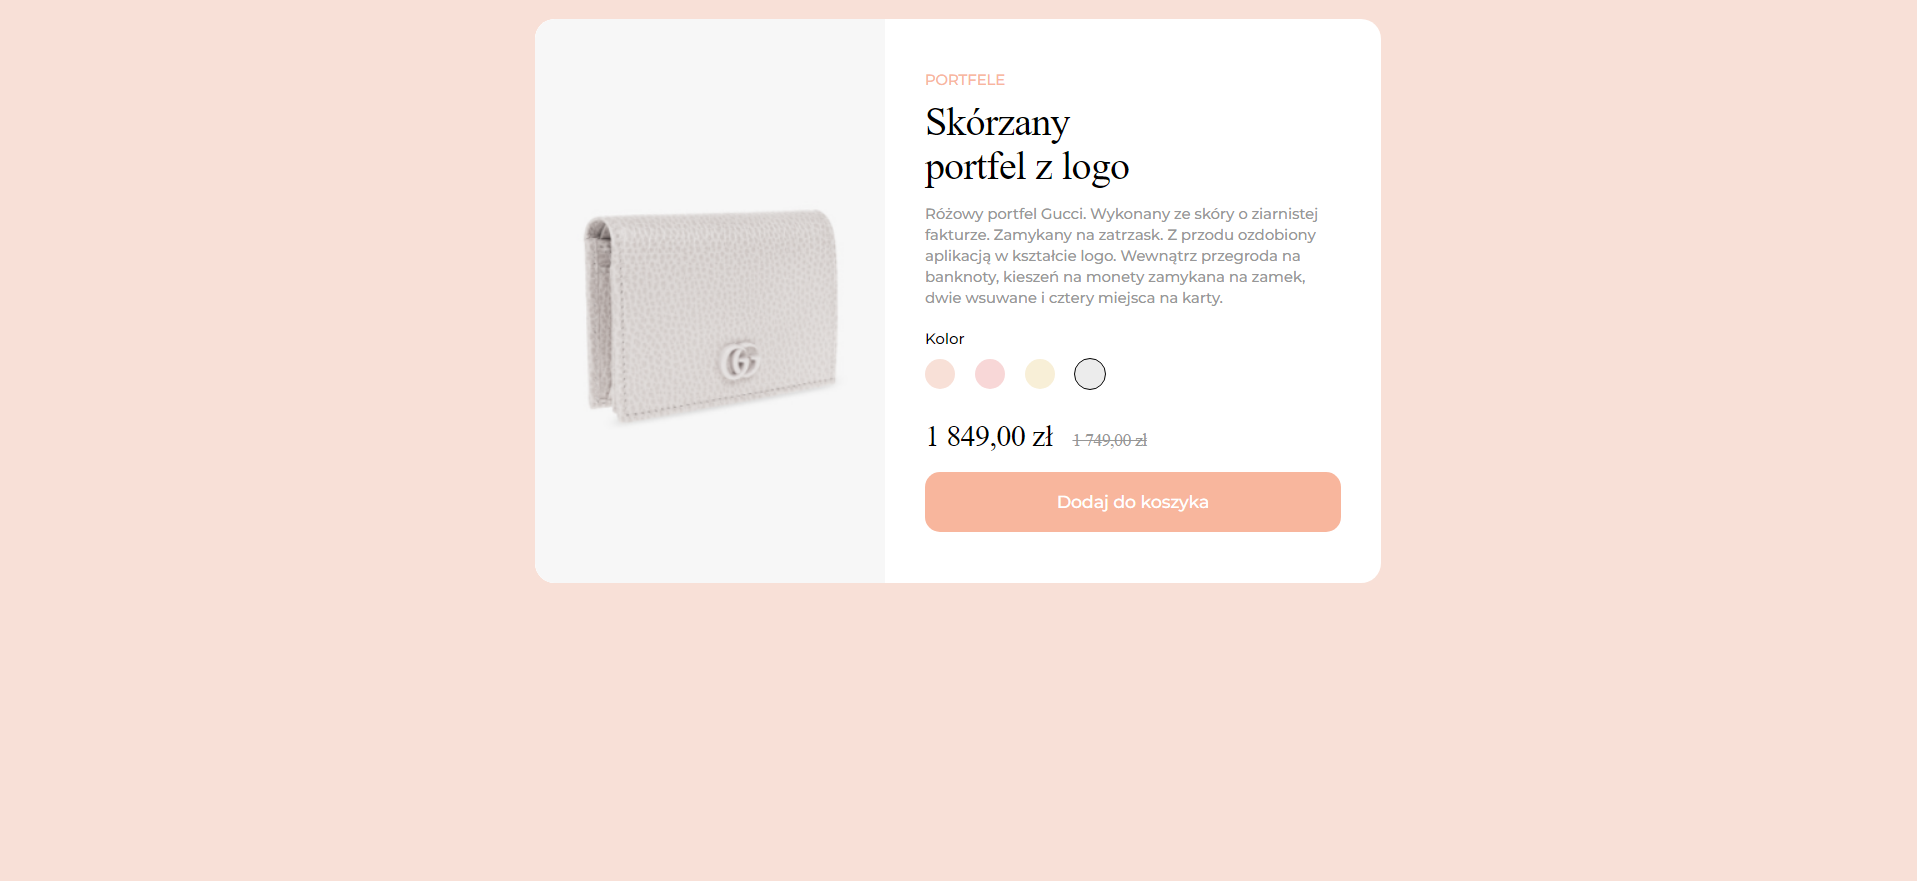 PORTFELE
Skórzany
portfel z logo
Różowy portfel Gucci. Wykonany ze skóry o ziarnistej
fakturze. Zamykany na zatrzask. Z przodu ozdobiony
aplikacją w kształcie logo. Wewnątrz przegroda na
banknoty, kieszeń na monety zamykana na zamek,
dwie wsuwane i cztery miejsca na karty.
Kolor
1 849,00 zł 1 749,00 zł
Dodaj do koszyka